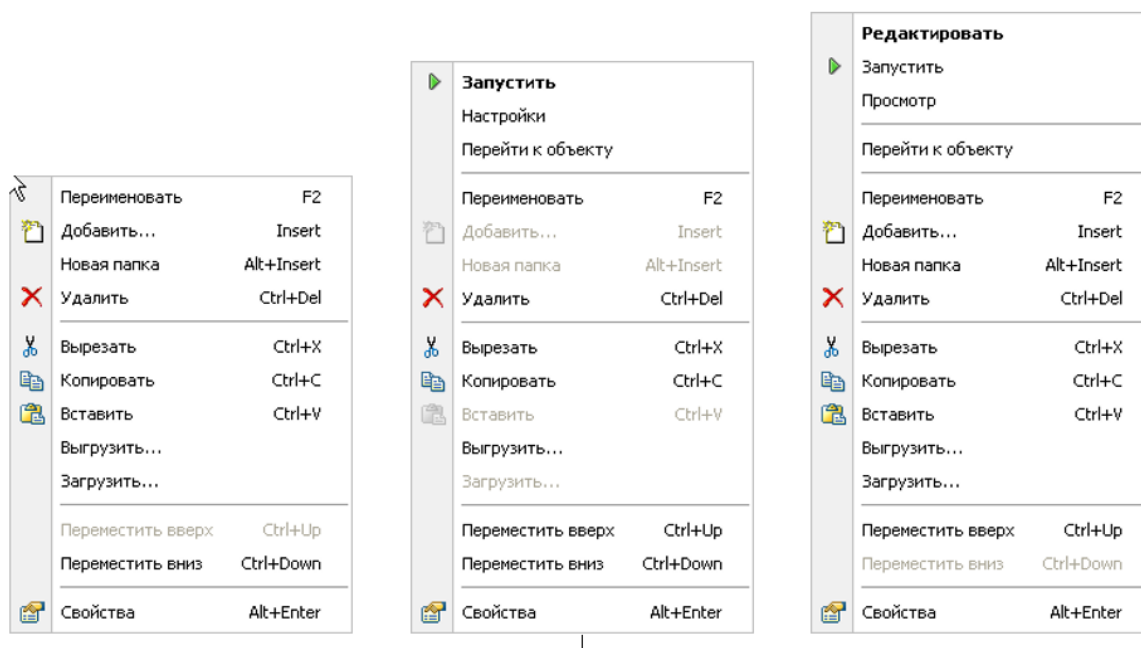 Переименовать F2
Добавить... Insert
Новая папка Alt+Insert
Удалить Ctrl+Del
Вырезать Ctrl+X
Копировать Ctrl+C
Вставить Ctrl+V
Выгрузить...
Загрузить...
Переместить вверх Ctrl+Up
Переместить вниз Ctrl+Down
Свойства Alt+Enter
Запустить
Настройки
Перейти к объекту
Переименовать F2
Добавить... Insert
Новая папка Alt+Insert
Удалить Ctrl+Del
Вырезать Ctrl+X
Копировать Ctrl+C
Вставить Ctrl+V
Выгрузить...
Загрузить...
Переместить вверх Ctrl+Up
Переместить вниз Ctrl+Down
Свойства Alt+Enter
Редактировать
Запустить
Просмотр
Перейти к объекту
Переименовать F2
Добавить... Insert
Новая папка Alt+Insert
Удалить Ctrl+Del
Вырезать Ctrl+X
Копировать Ctrl+C
Вставить Ctrl+V
Выгрузить...
Загрузить...
Переместить вверх Ctrl+Up
Переместить вниз Ctrl+Down
Свойства Alt+Enter